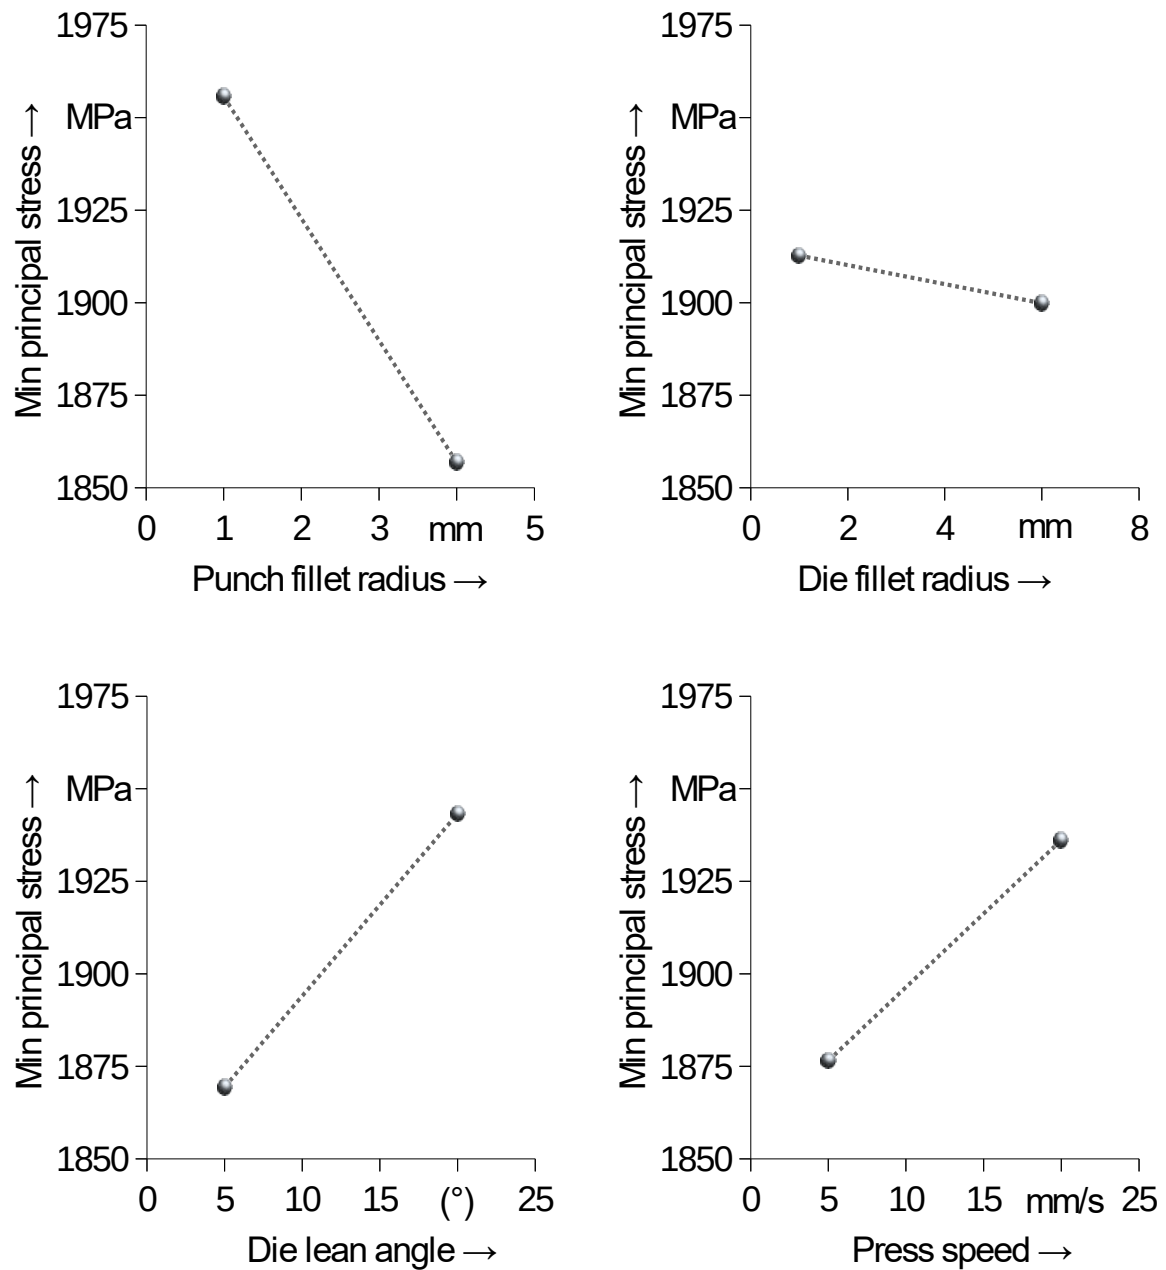 1975
MPa
1925
1900
1875
1850
Min principal stress →
0 1 2 3 mm 5
Punch fillet radius →
1975
MPa
1925
1900
1875
1850
Min principal stress →
0 2 4 mm 8
Die fillet radius →
1975
MPa
1925
1900
1875
1850
Min principal stress →
0 5 10 15 (°) 25
Die lean angle →
1975
MPa
1925
1900
1875
1850
Min principal stress →
0 5 10 15 mm/s 25
Press speed →